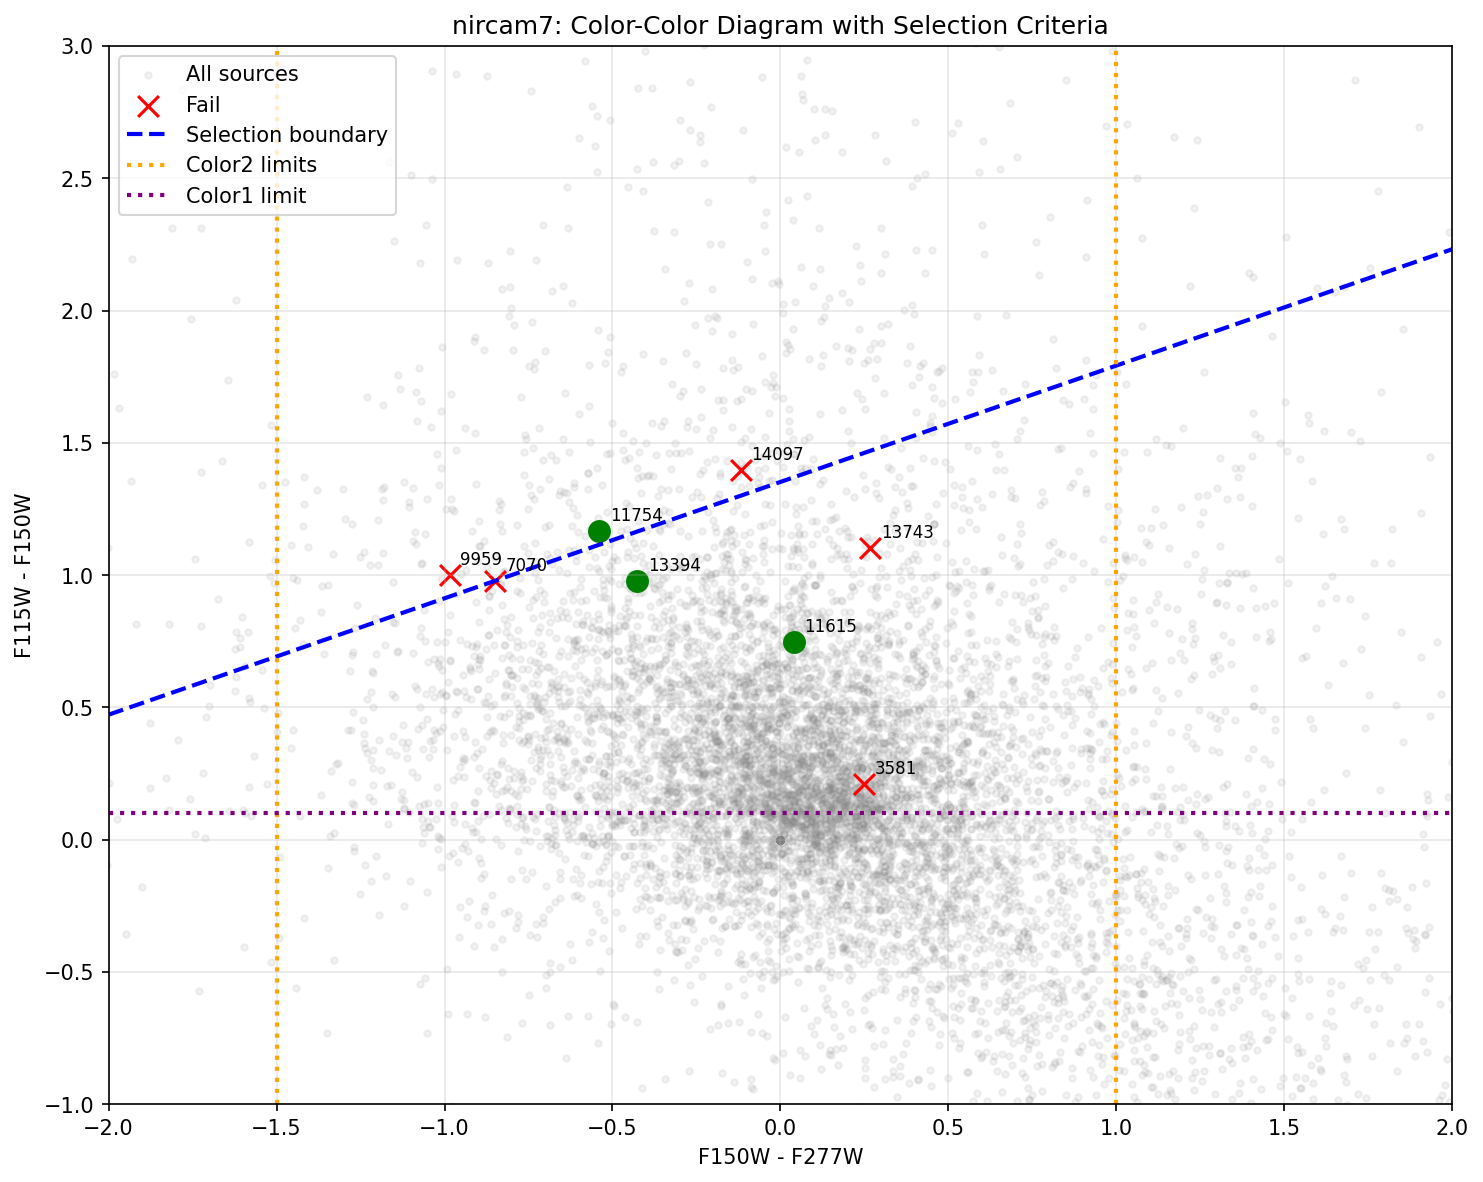 nircam7: Color-Color Diagram with Selection Criteria
All sources
Fail
Selection boundary
Color2 limits
Color1 limit
3.0
2.5
2.0
1.5
1.0
0.5
0.0
−0.5
−1.0
F115W - F150W
14097
11754
13743
9959
7070
13394
11615
3581
−2.0 −1.5 −1.0 −0.5 0.0 0.5 1.0 1.5 2.0
F150W - F277W